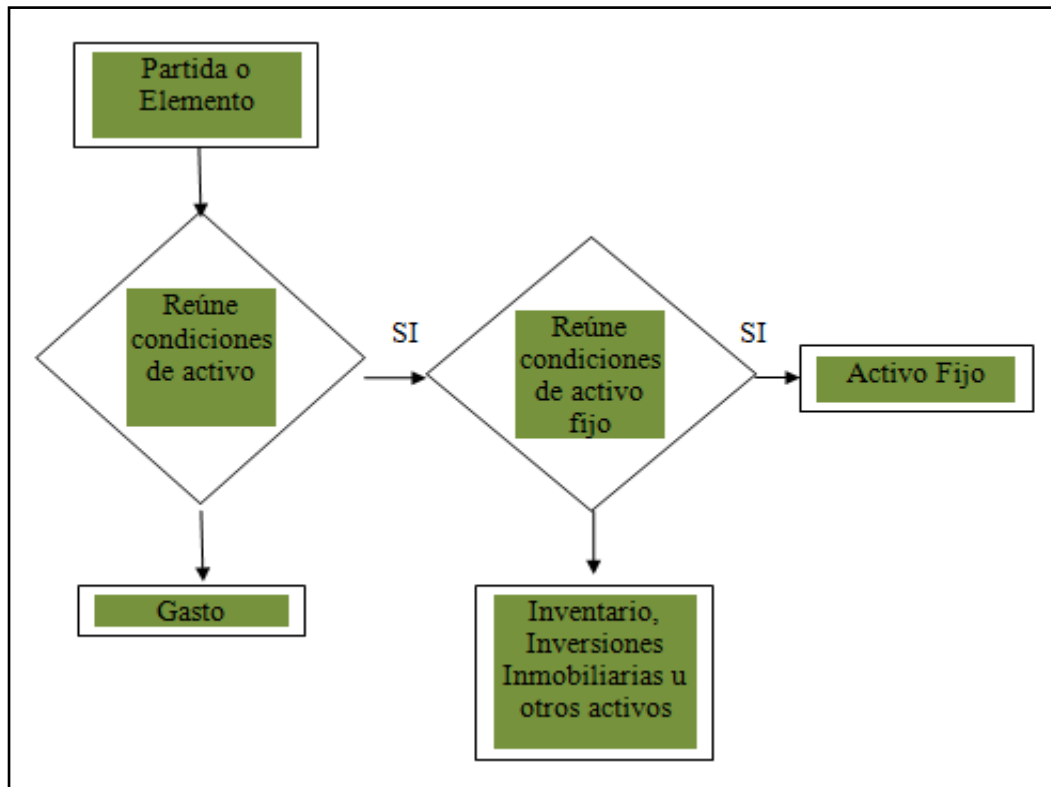 Partida o
Elemento
Reúne
condiciones
de activo
SI
Reúne
condiciones
de activo
fijo
SI
Activo Fijo
Gasto
Inventario,
Inversiones
Inmobiliarias u
otros activos